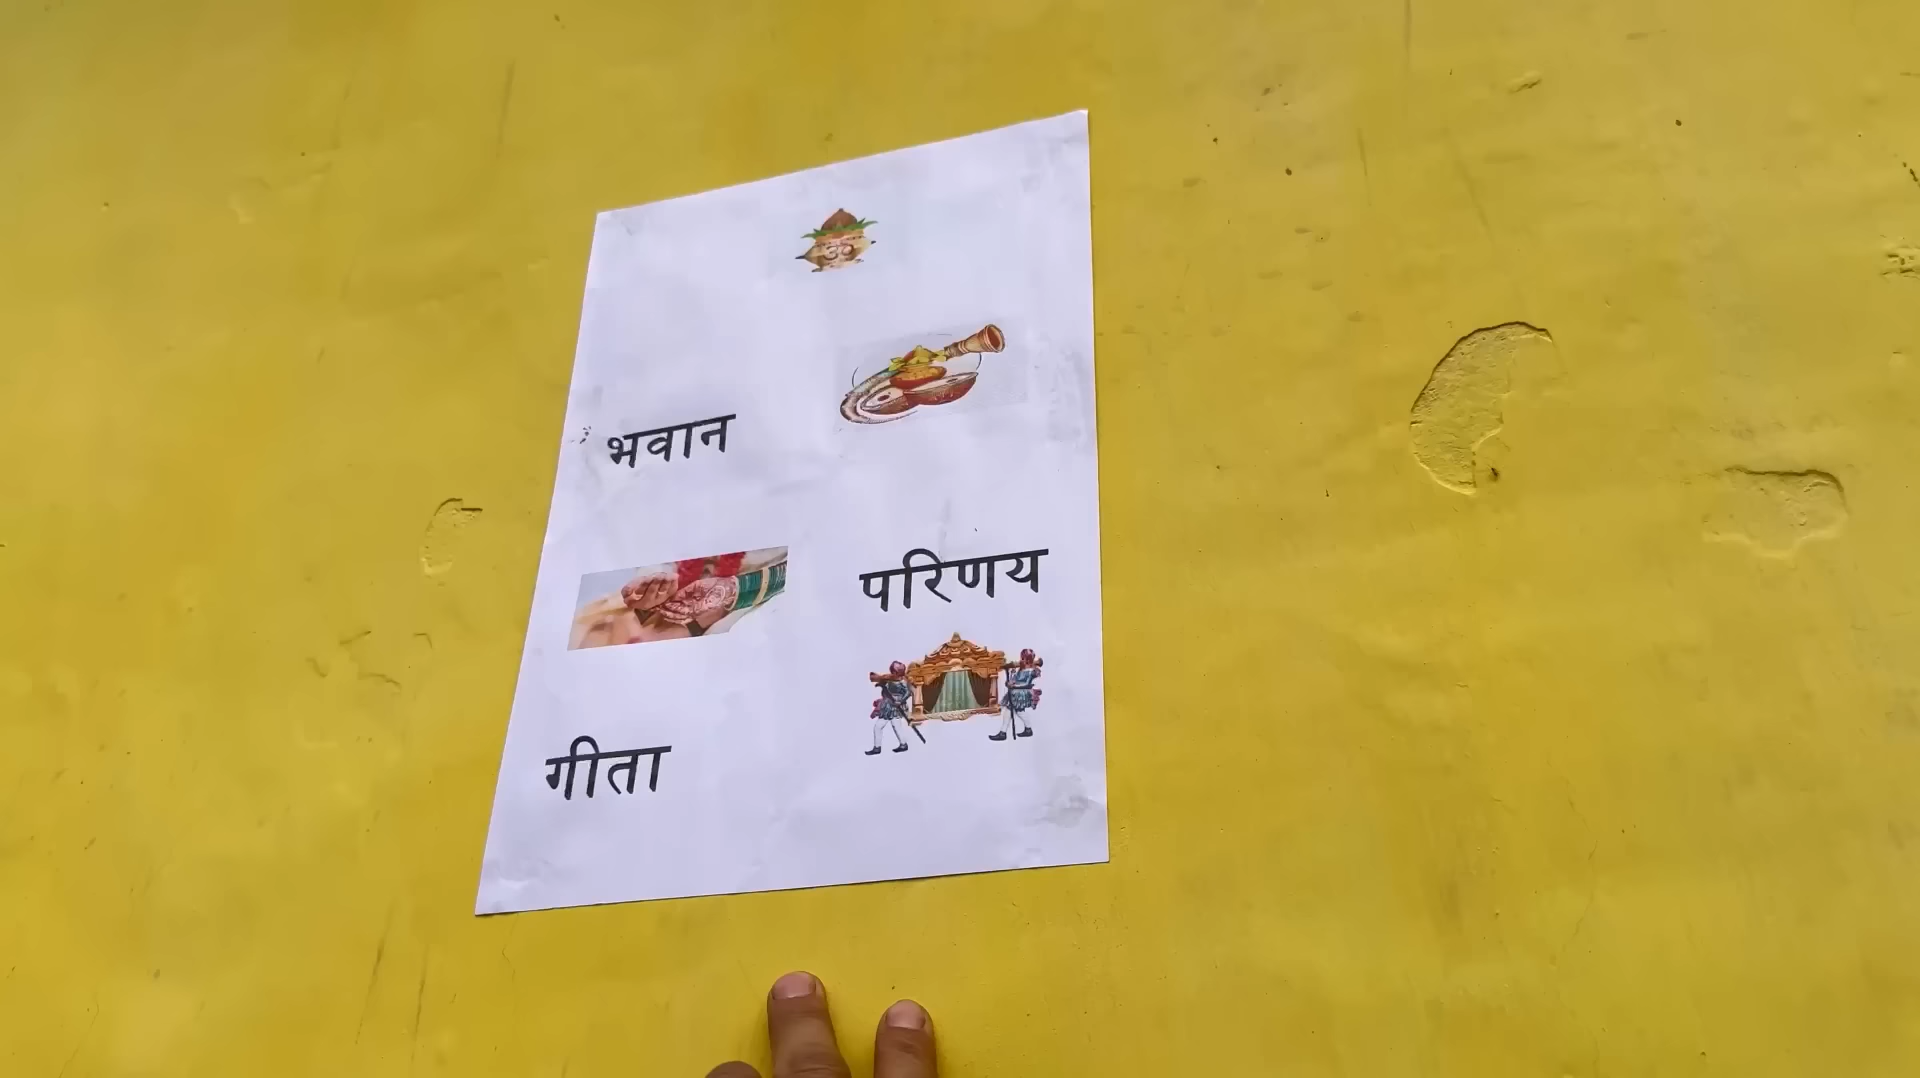 ॐ
भवान
परिणय
गीता